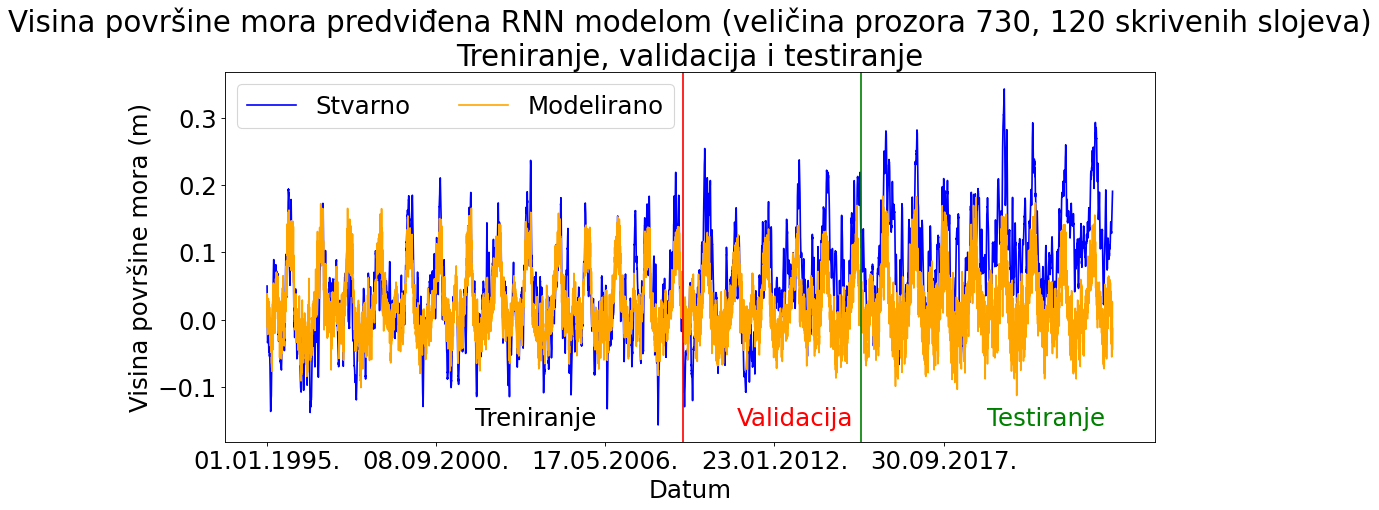 Visina površine mora predviđena RNN modelom (veličina prozora 730, 120 skrivenih slojeva)
Treniranje, validacija i testiranje
Stvarno
Modelirano
Visina površine mora (m)
0.3
0.2
0.1
0.0
−0.1
Treniranje
Validacija
Testiranje
01.01.1995.
08.09.2000.
17.05.2006.
23.01.2012.
30.09.2017.
Datum